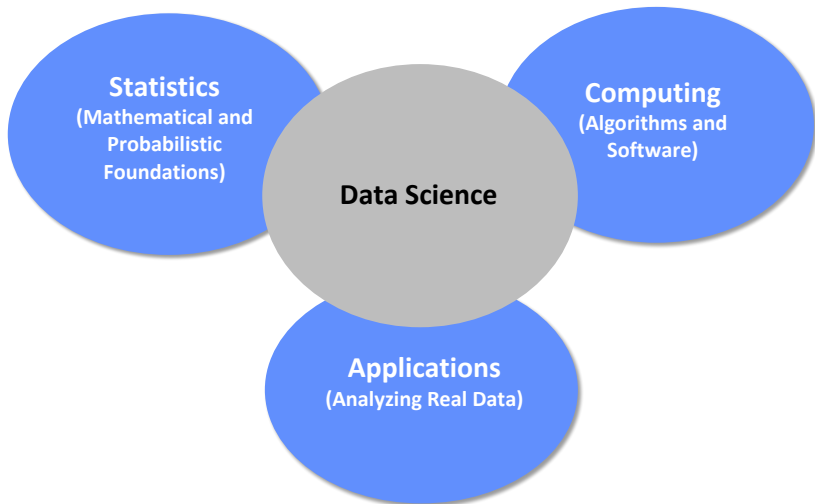 Statistics
(Mathematical and
Probabilistic
Foundations)
Computing
(Algorithms and
Software)
Data Science
Applications
(Analyzing Real Data)